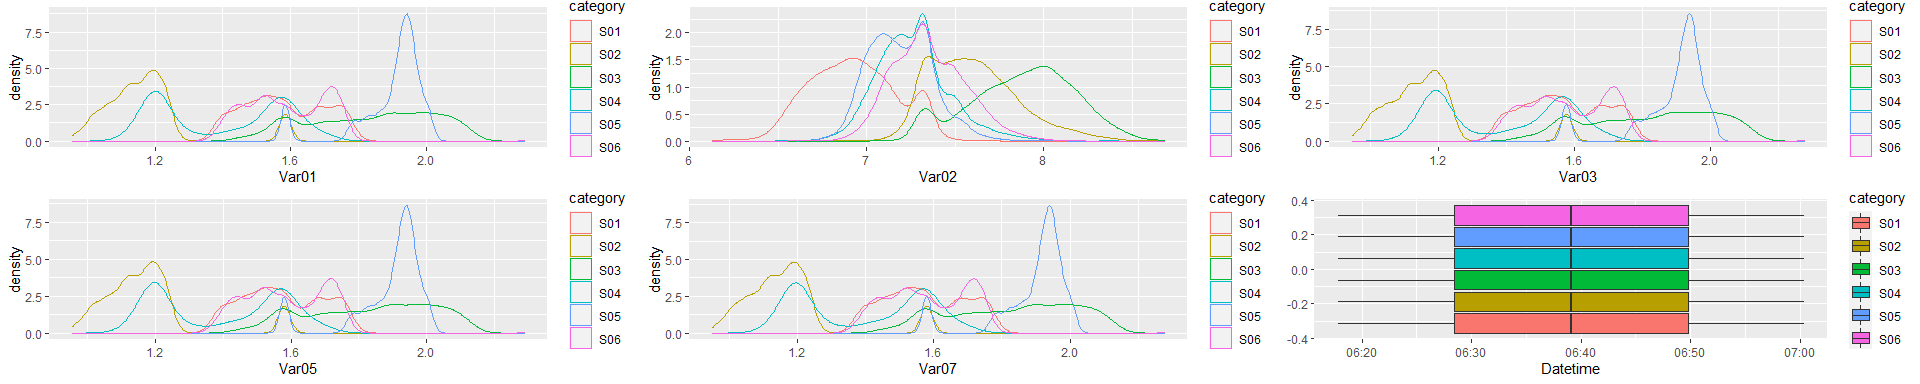 density
7.5
5.0
2.5
0.0
1.2
1.6
2.0
Var01
category
S01
S02
S03
S04
S05
S06
density
2.0
1.5
1.0
0.5
0.0
6
7
8
Var02
category
S01
S02
S03
S04
S05
S06
density
7.5
5.0
2.5
0.0
1.2
1.6
2.0
Var03
category
S01
S02
S03
S04
S05
S06
density
7.5
5.0
2.5
0.0
1.2
1.6
2.0
Var05
category
S01
S02
S03
S04
S05
S06
density
7.5
5.0
2.5
0.0
1.2
1.6
2.0
Var07
category
S01
S02
S03
S04
S05
S06
0.4
0.2
0.0
-0.2
-0.4
06:20
06:30
06:40
06:50
07:00
Datetime
category
S01
S02
S03
S04
S05
S06